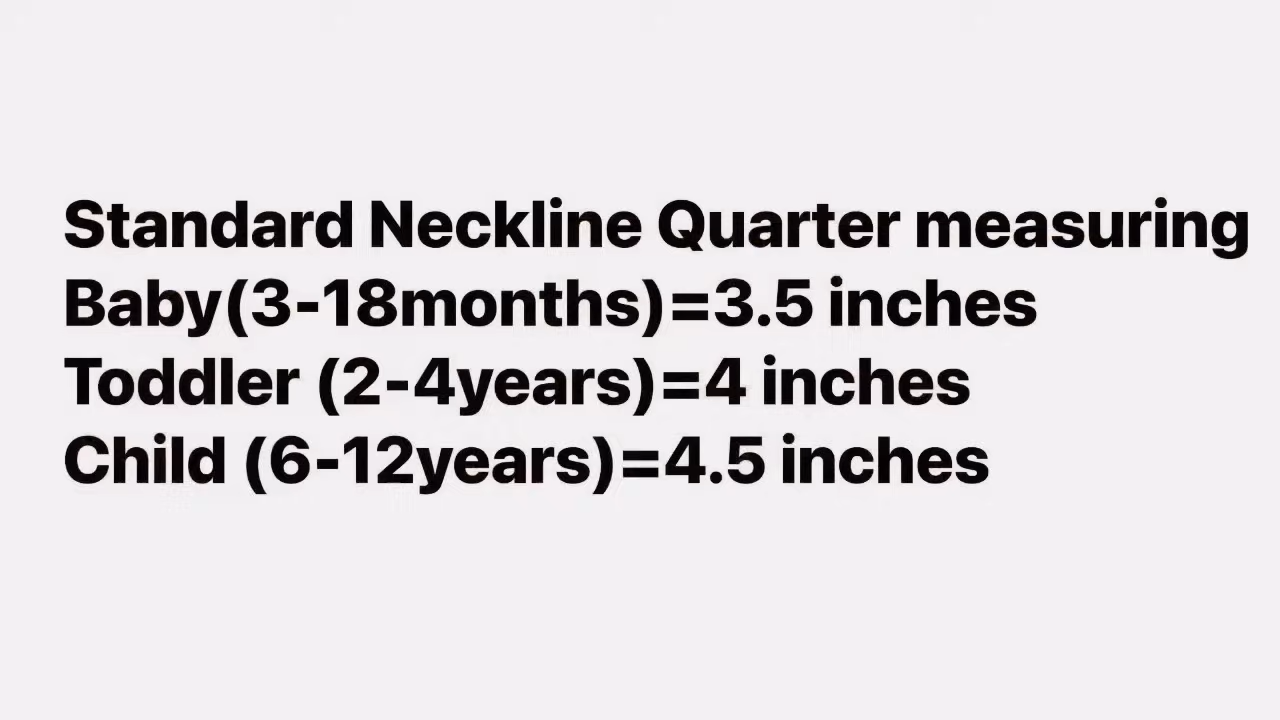 Standard Neckline Quarter measuring
Baby(3-18months)=3.5 inches
Toddler (2-4years)=4 inches
Child (6-12years)=4.5 inches